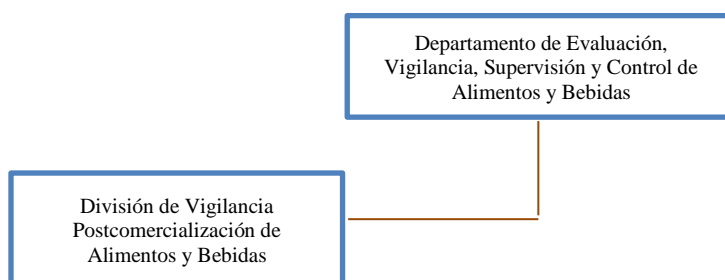 Departamento de Evaluación,
Vigilancia, Supervisión y Control de
Alimentos y Bebidas
División de Vigilancia
Postcomercialización de
Alimentos y Bebidas